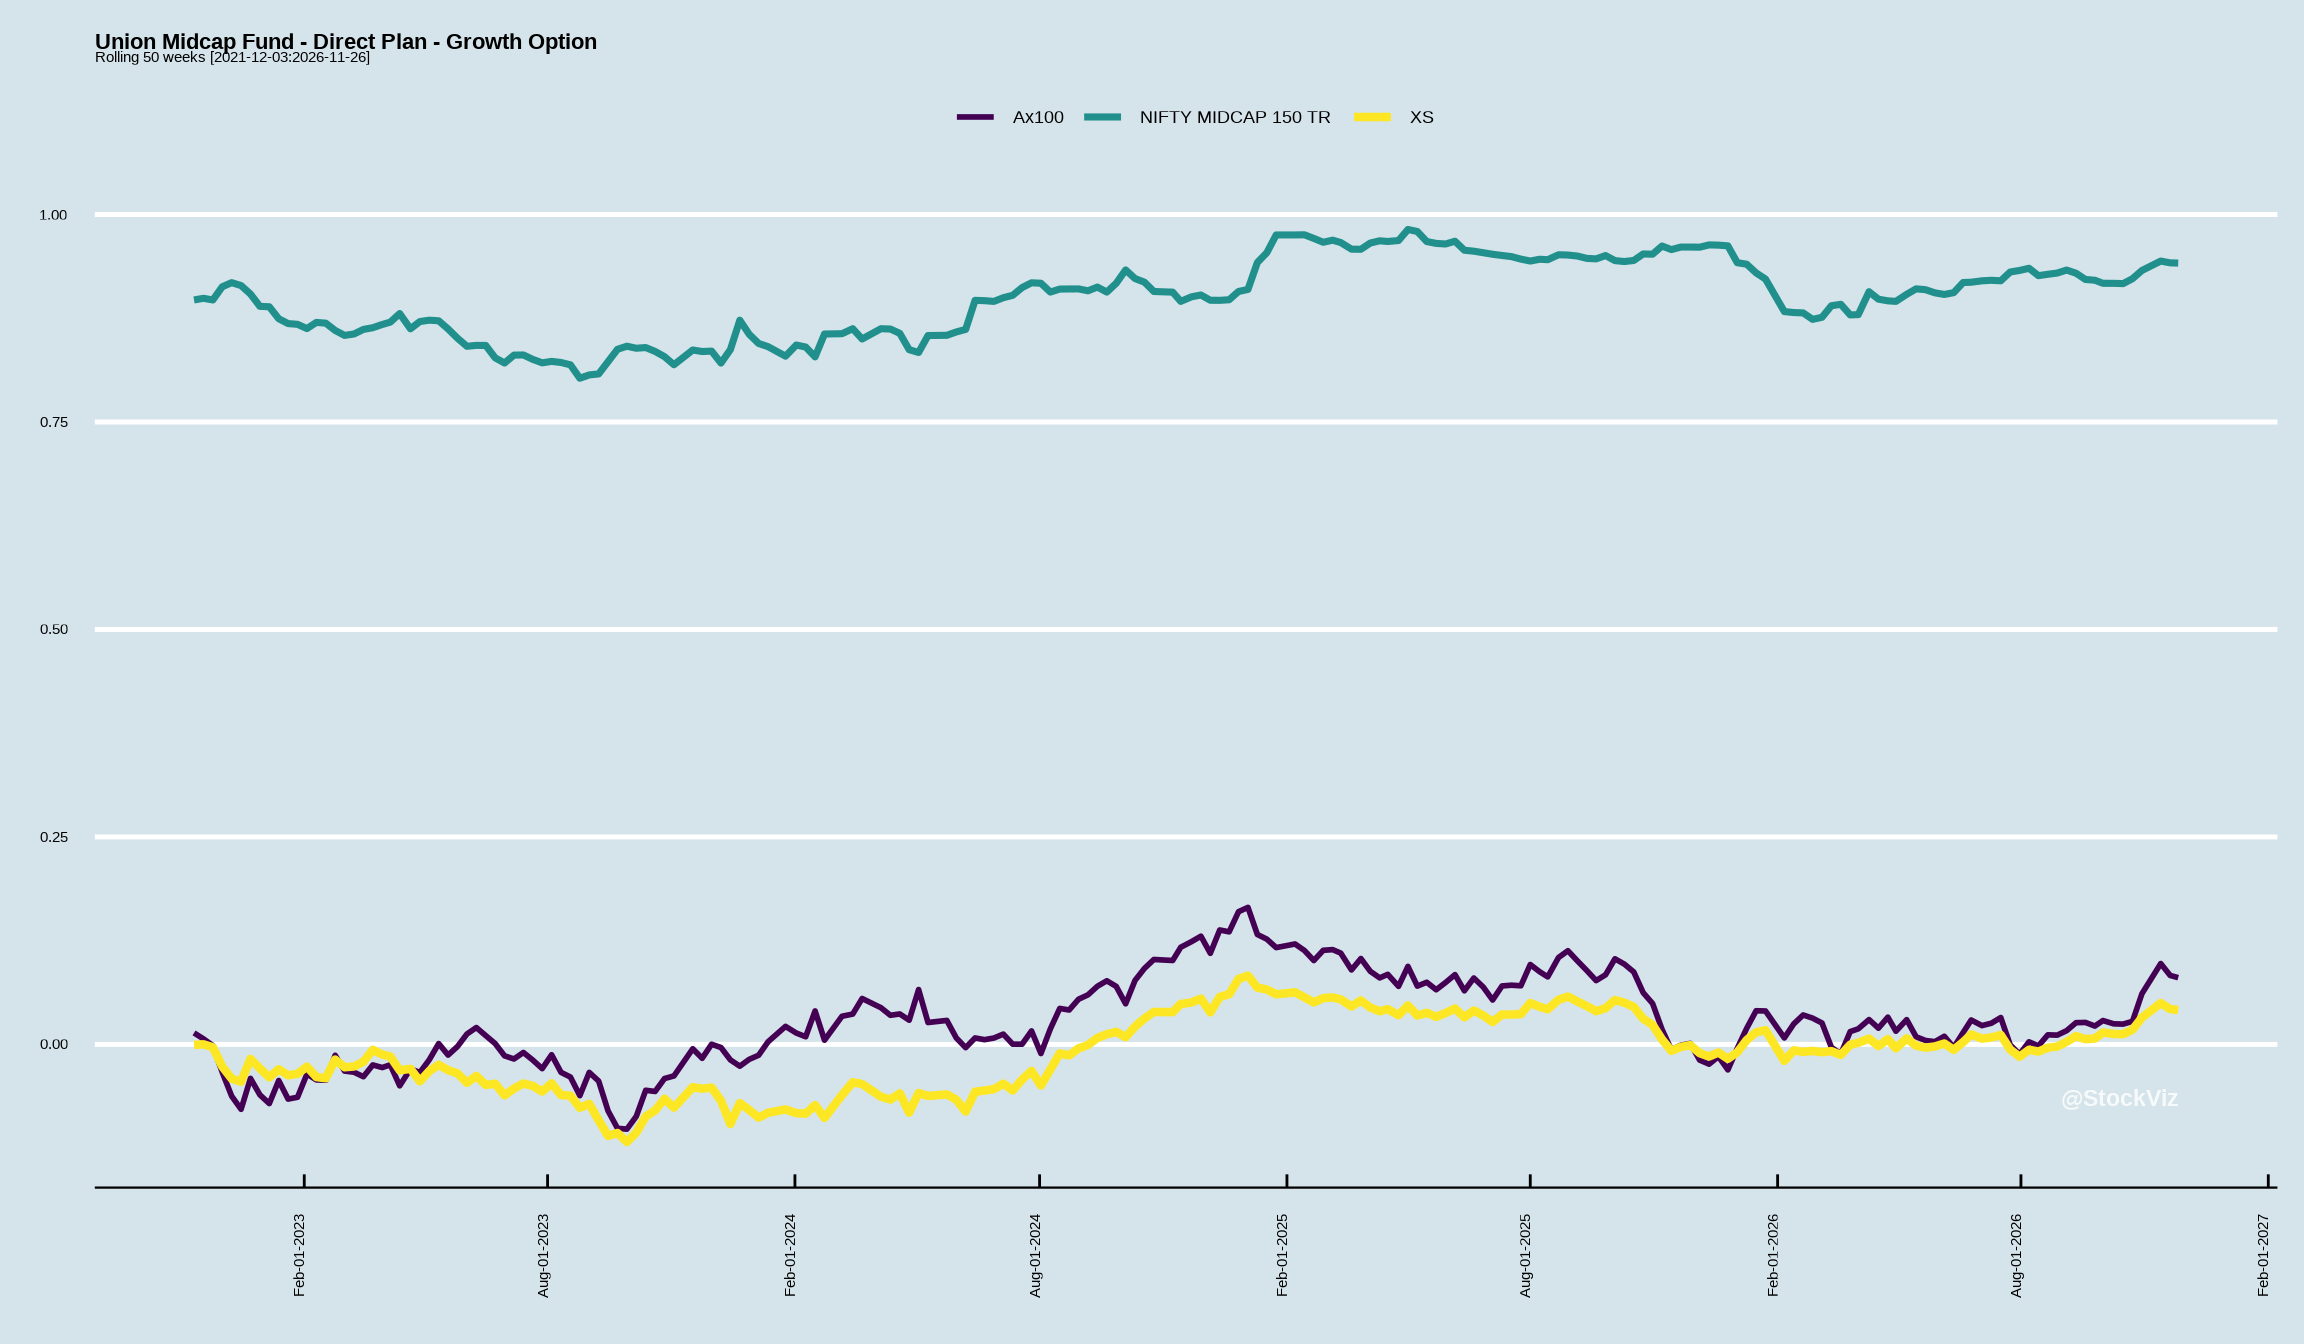 Union Midcap Fund - Direct Plan - Growth Option
Rolling 50 weeks [2021-12-03:2026-11-26]
Ax100 NIFTY MIDCAP 150 TR XS
1.00
0.75
0.50
0.25
0.00
@StockViz
Feb-01-2023 Aug-01-2023 Feb-01-2024 Aug-01-2024 Feb-01-2025 Aug-01-2025 Feb-01-2026 Aug-01-2026 Feb-01-2027